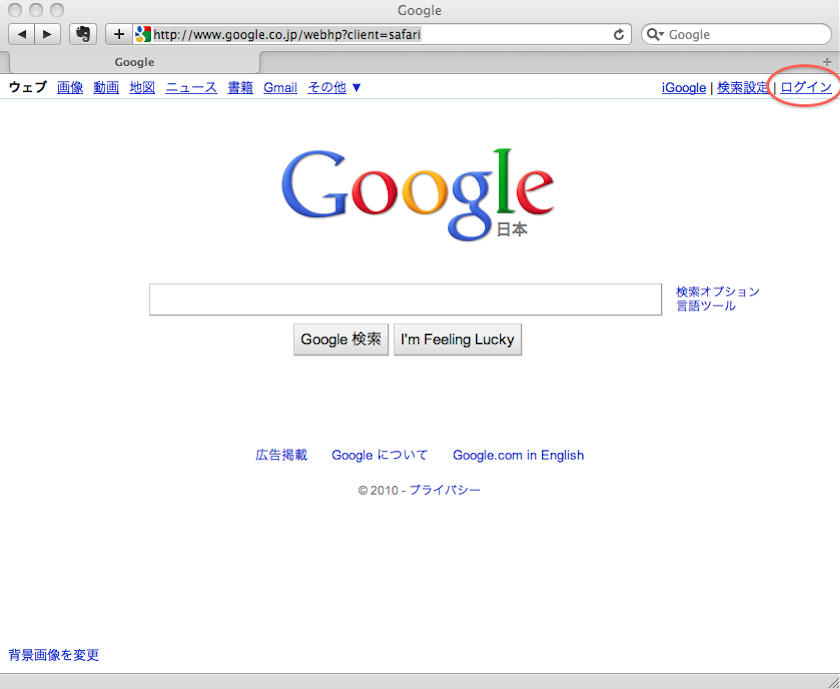 Google
http://www.google.co.jp/webhp?client=safari
Google
Google
ウェブ 画像 動画 地図 ニュース 書籍 Gmail その他 ▼
iGoogle | 検索設定 | ログイン
Google
日本
検索オプション
言語ツール
Google 検索
I'm Feeling Lucky
広告掲載
Google について
Google.com in English
© 2010 - プライバシー
背景画像を変更